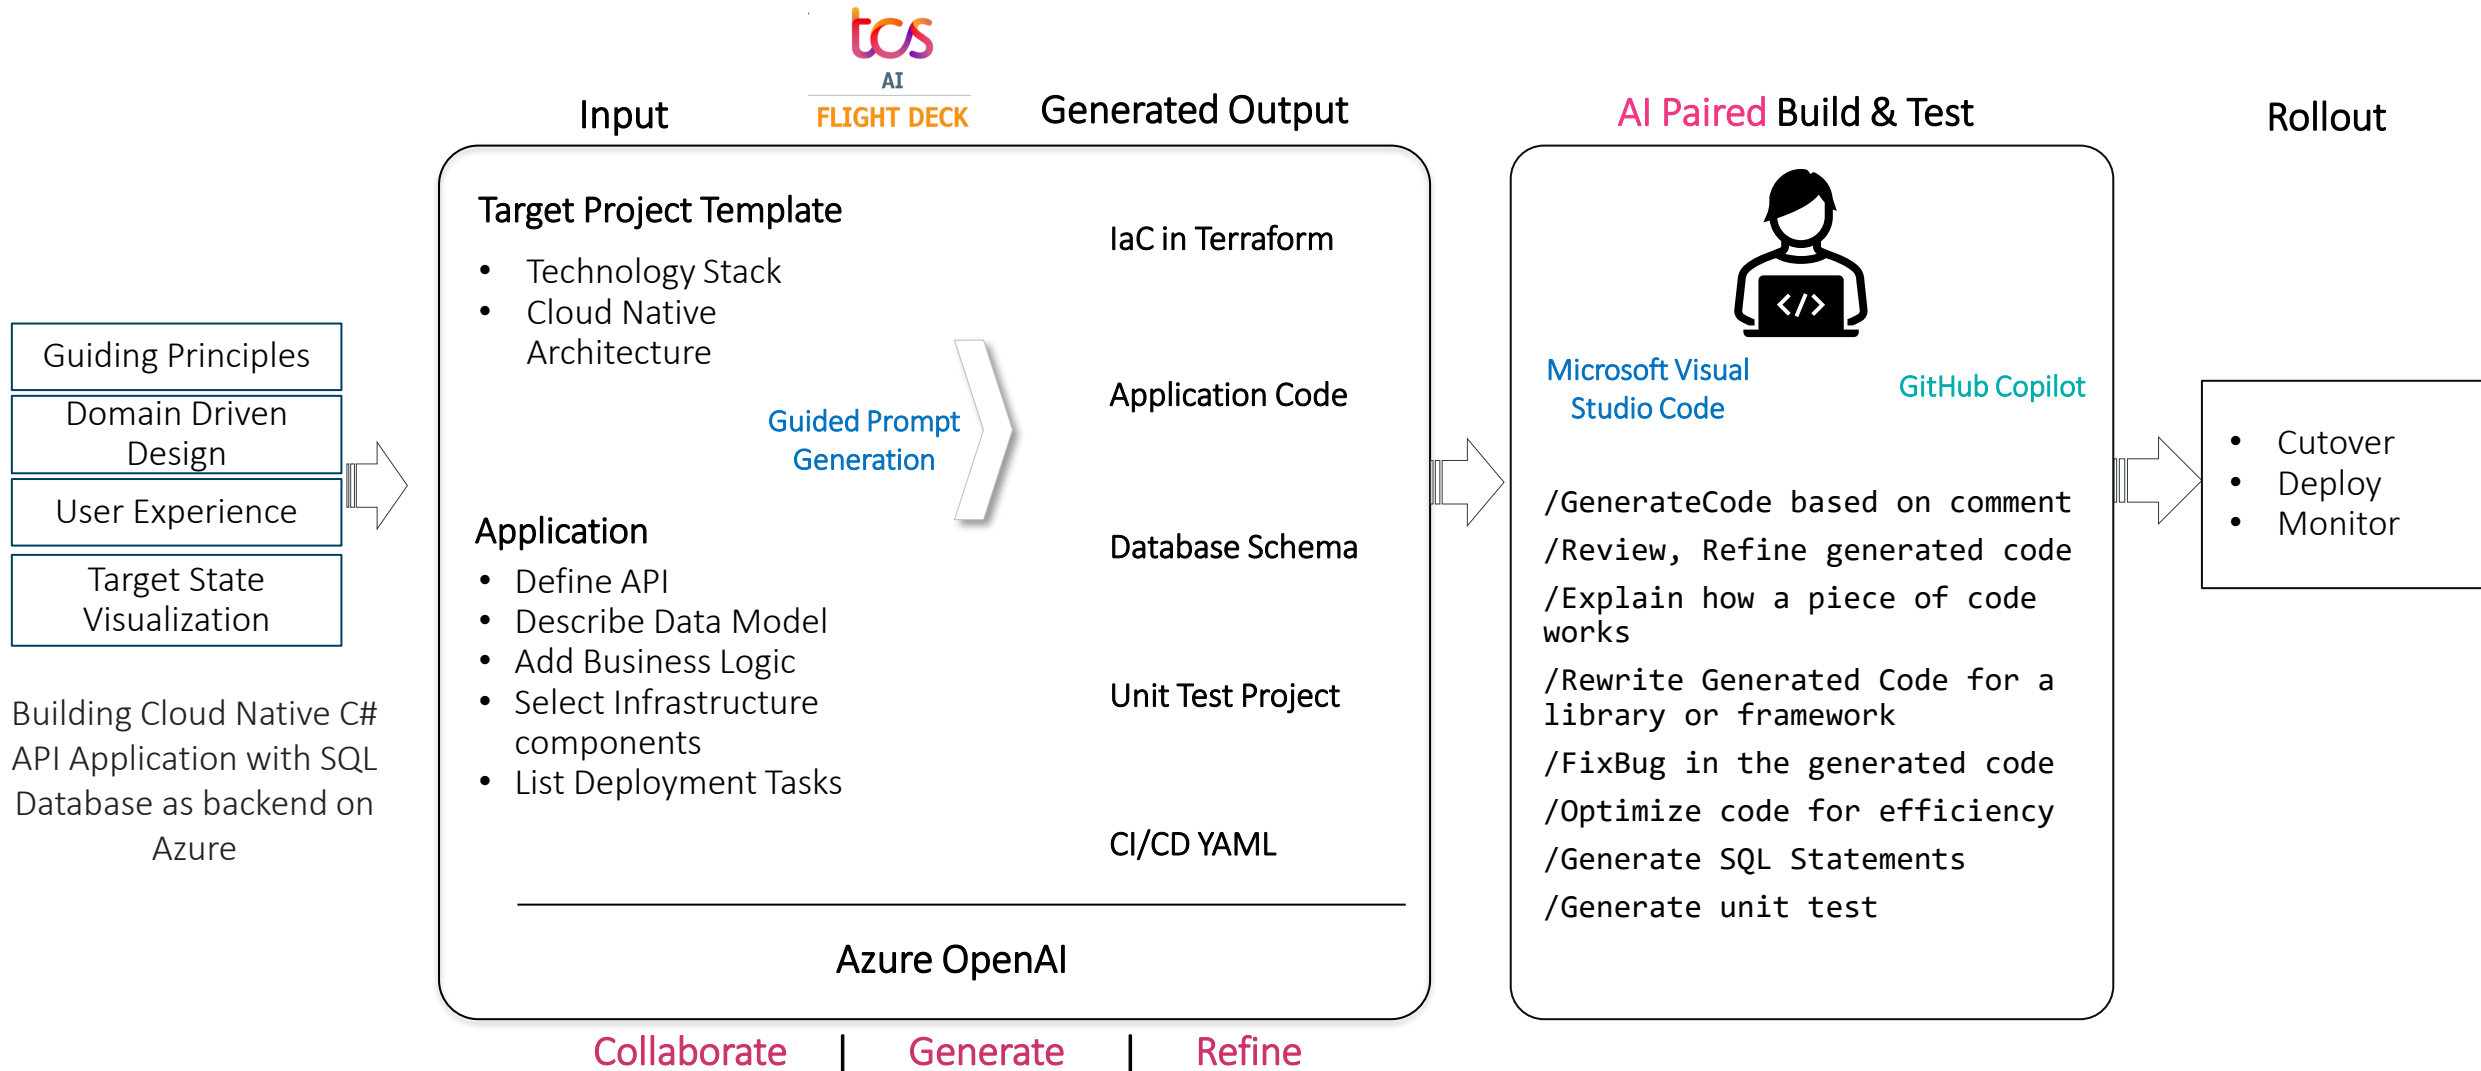 tcs
AI
FLIGHT DECK
Input
Generated Output
AI Paired Build & Test
Rollout
Guiding Principles
Domain Driven
Design
User Experience
Target State
Visualization
Building Cloud Native C#
API Application with SQL
Database as backend on
Azure
Target Project Template
• Technology Stack
• Cloud Native
Architecture
Guided Prompt
Generation
Application
• Define API
• Describe Data Model
• Add Business Logic
• Select Infrastructure
components
• List Deployment Tasks
IaC in Terraform
Application Code
Database Schema
Unit Test Project
CI/CD YAML
Azure OpenAI
Collaborate | Generate | Refine
</>
Microsoft Visual
Studio Code
GitHub Copilot
/GenerateCode based on comment
/Review, Refine generated code
/Explain how a piece of code
works
/Rewrite Generated Code for a
library or framework
/FixBug in the generated code
/Optimize code for efficiency
/Generate SQL Statements
/Generate unit test
• Cutover
• Deploy
• Monitor